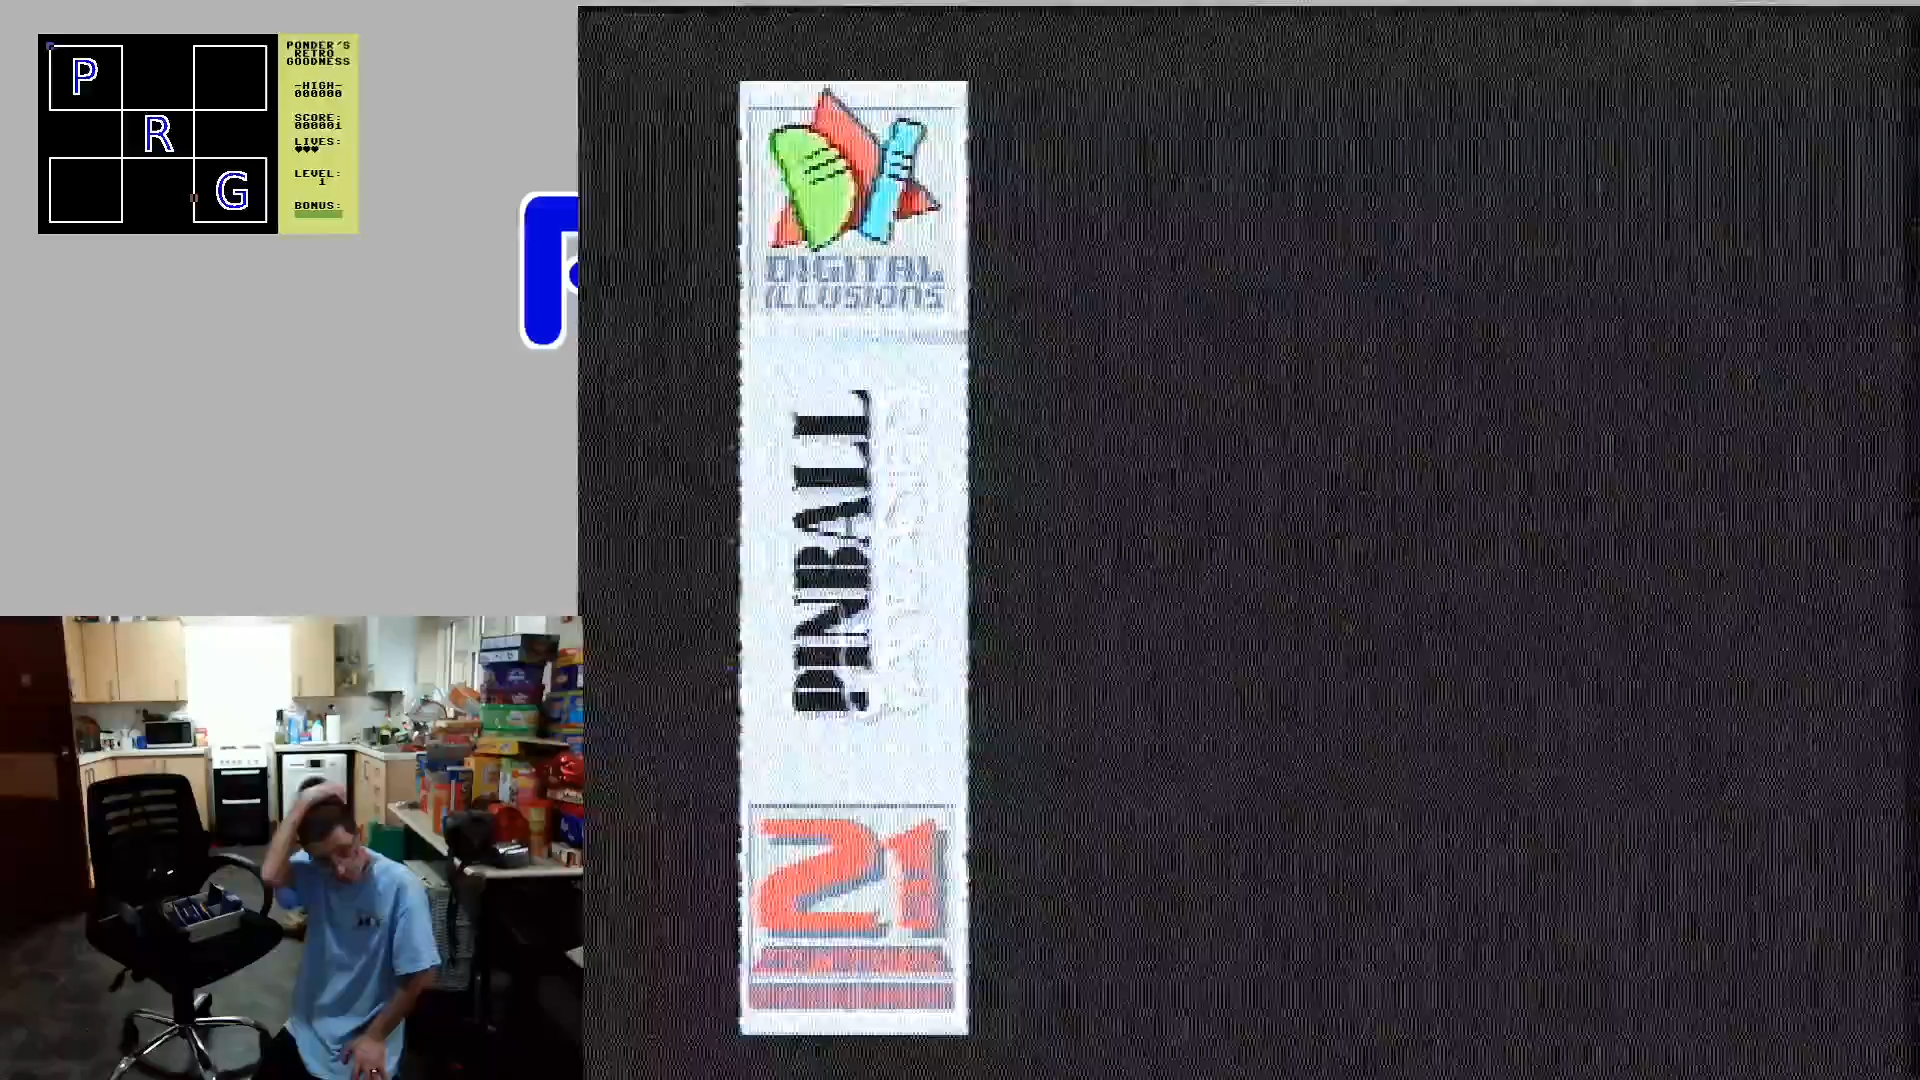 PONDER'S
RETRO
GOODNESS
-HIGH-
000000
SCORE:
000001
LIVES:
♥♥♥
LEVEL:
1
BONUS:
P
R
G
DIGITAL
ILLUSIONS
PINBALL
21